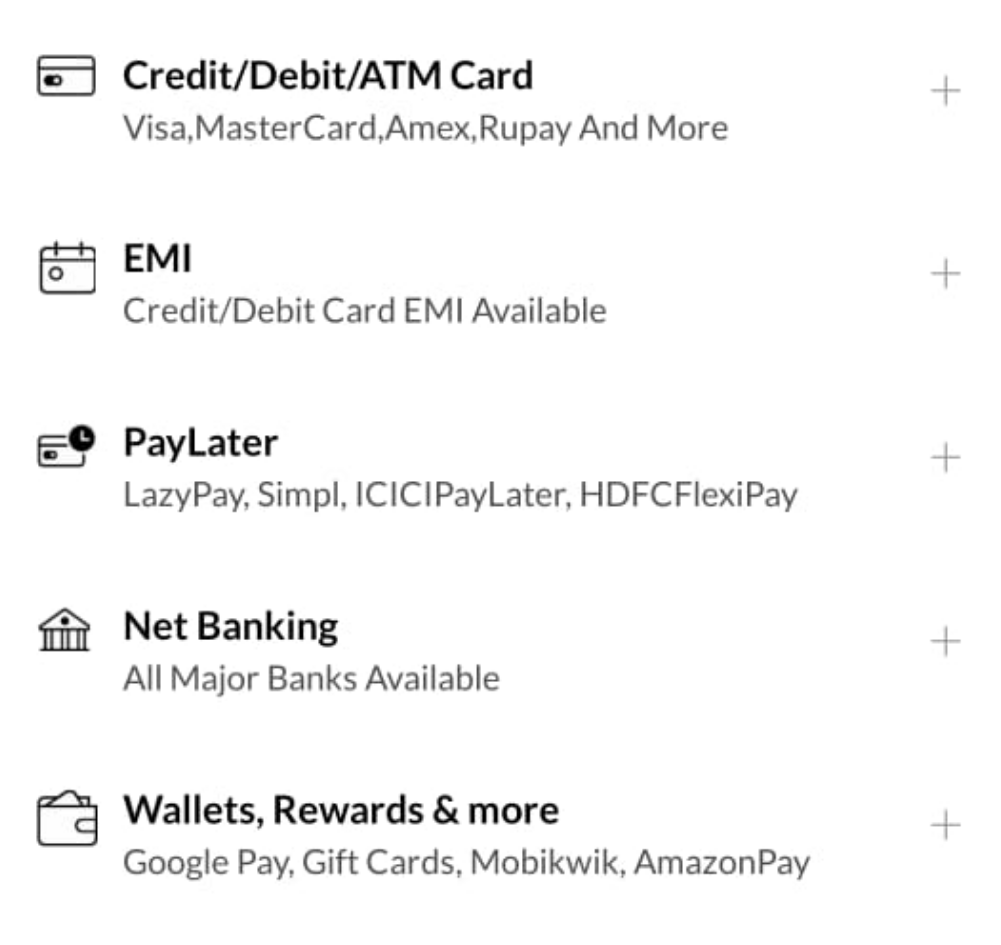 Credit/Debit/ATM Card
Visa,MasterCard,Amex,Rupay And More
EMI
Credit/Debit Card EMI Available
PayLater
LazyPay, Simpl, ICICIPayLater, HDFCFlexiPay
Net Banking
All Major Banks Available
Wallets, Rewards & more
Google Pay, Gift Cards, Mobikwik, AmazonPay